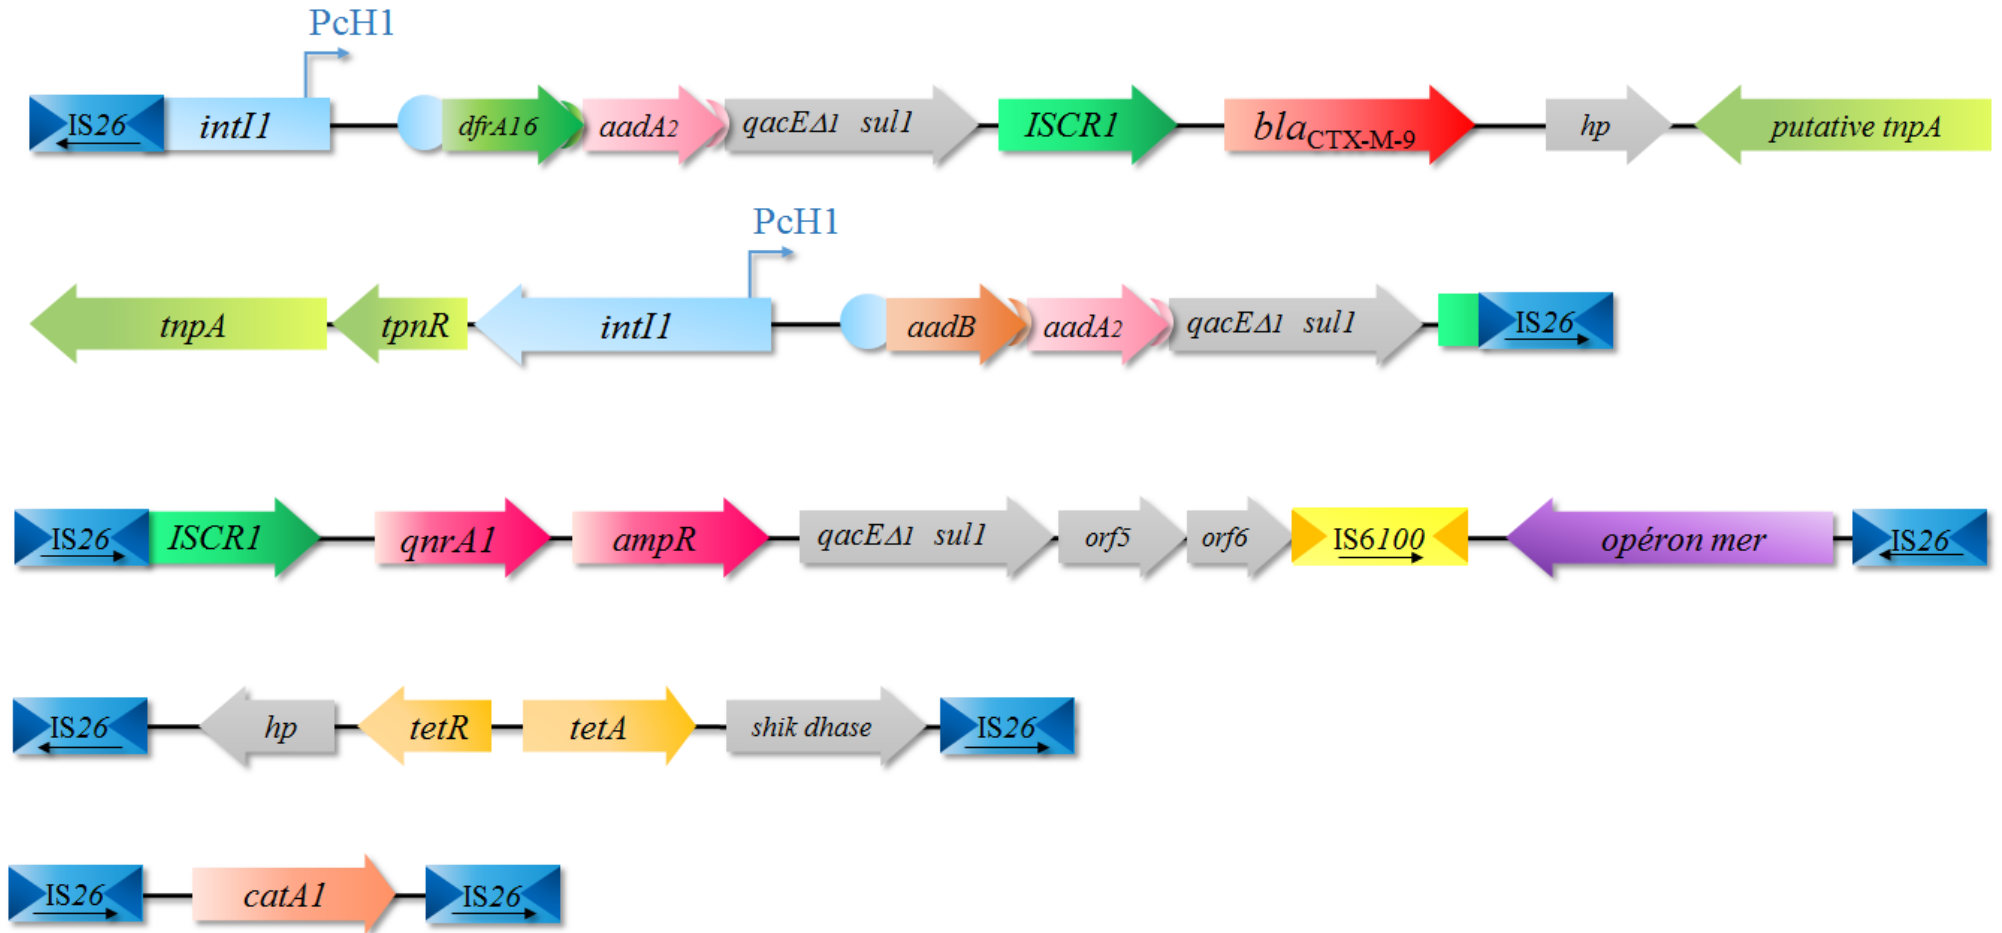 PcH1
IS26 intI1 dfrA16 aadA2 qacEΔ1 sul1 ISCR1 bla CTX-M-9 hp putative tnpA
PcH1
tnpA tpnR intI1 aadB aadA2 qacEΔ1 sul1 IS26
IS26 ISCR1 qnrA1 ampR qacEΔ1 sul1 orf5 orf6 IS6100 opéron mer IS26
IS26 hp tetR tetA shik dhase IS26
IS26 catA1 IS26